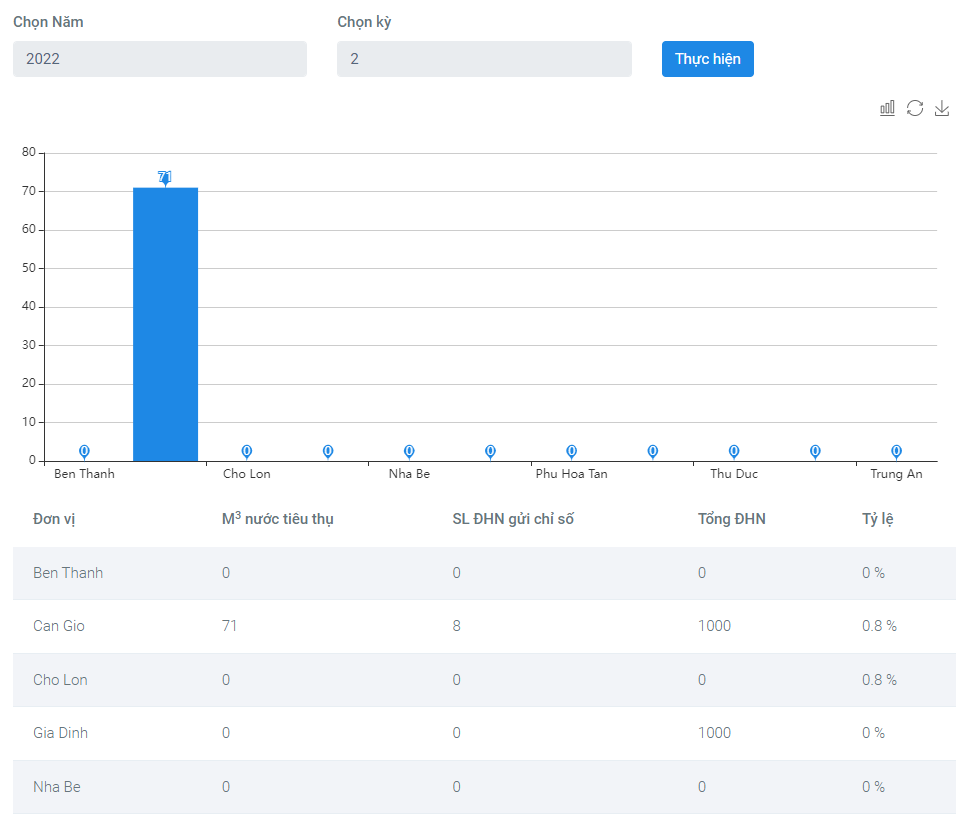 Chọn Năm Chọn kỳ
2022 2 Thực hiện
80
71
70
60
50
40
30
20
10
0 0 0 0 0 0 0 0 0 0 0
Ben Thanh Cho Lon Nha Be Phu Hoa Tan Thu Duc Trung An
Đơn vị M³ nước tiêu thụ SL ĐHN gửi chỉ số Tổng ĐHN Tỷ lệ
Ben Thanh 0 0 0 0 %
Can Gio 71 8 1000 0.8 %
Cho Lon 0 0 0 0.8 %
Gia Dinh 0 0 1000 0 %
Nha Be 0 0 0 0 %